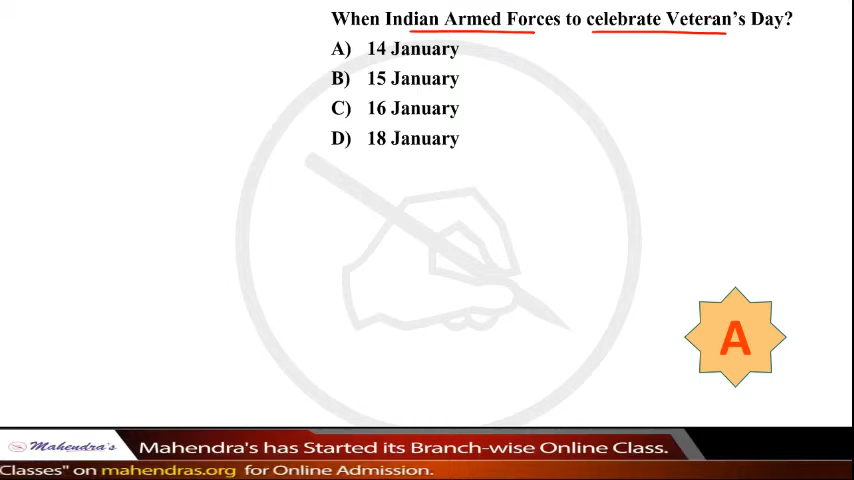 When Indian Armed Forces to celebrate Veteran's Day?
A) 14 January
B) 15 January
C) 16 January
D) 18 January
A
Mahendra's
Mahendra's has Started its Branch-wise Online Class.
Classes" on mahendras.org for Online Admission.